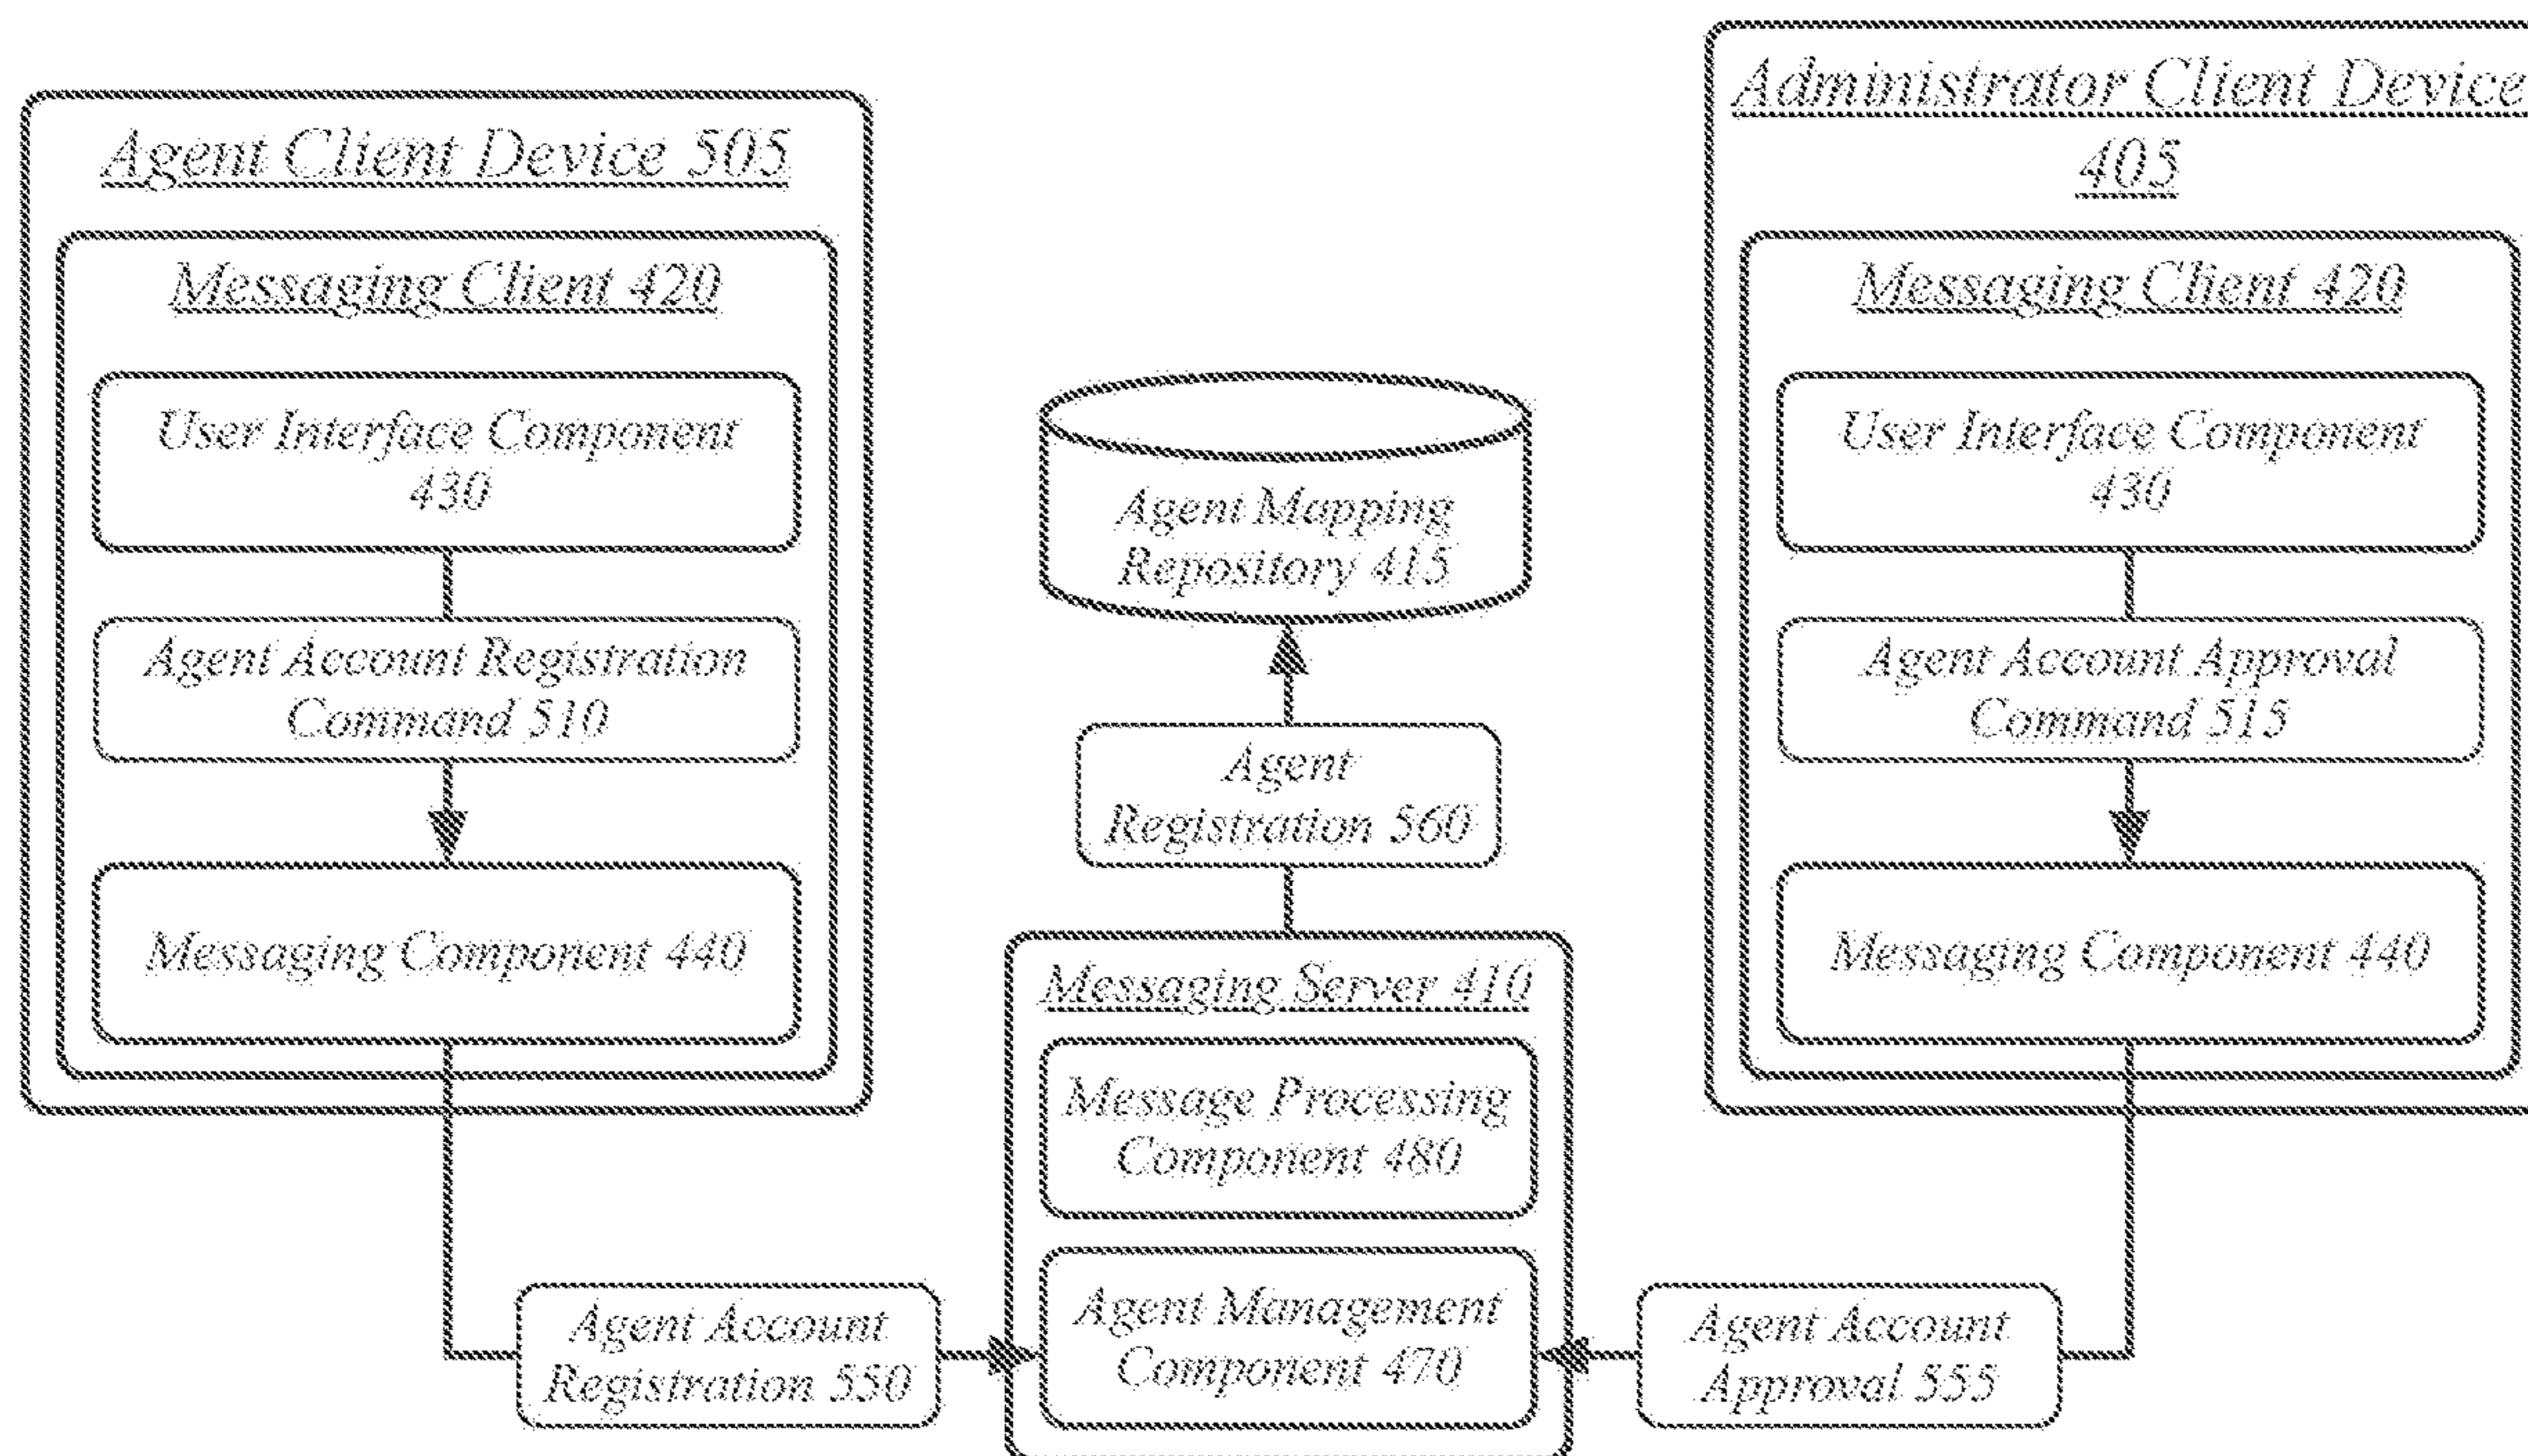 Agent Client Device 505
Messaging Client 420
User Interface Component
430
Agent Account Registration
Command 510
Messaging Component 440
Agent Mapping
Repository 415
Agent
Registration 560
Messaging Server 410
Message Processing
Component 480
Agent Management
Component 470
Agent Account
Registration 550
Administrator Client Device
405
Messaging Client 420
User Interface Component
430
Agent Account Approval
Command 515
Messaging Component 440
Agent Account
Approval 555